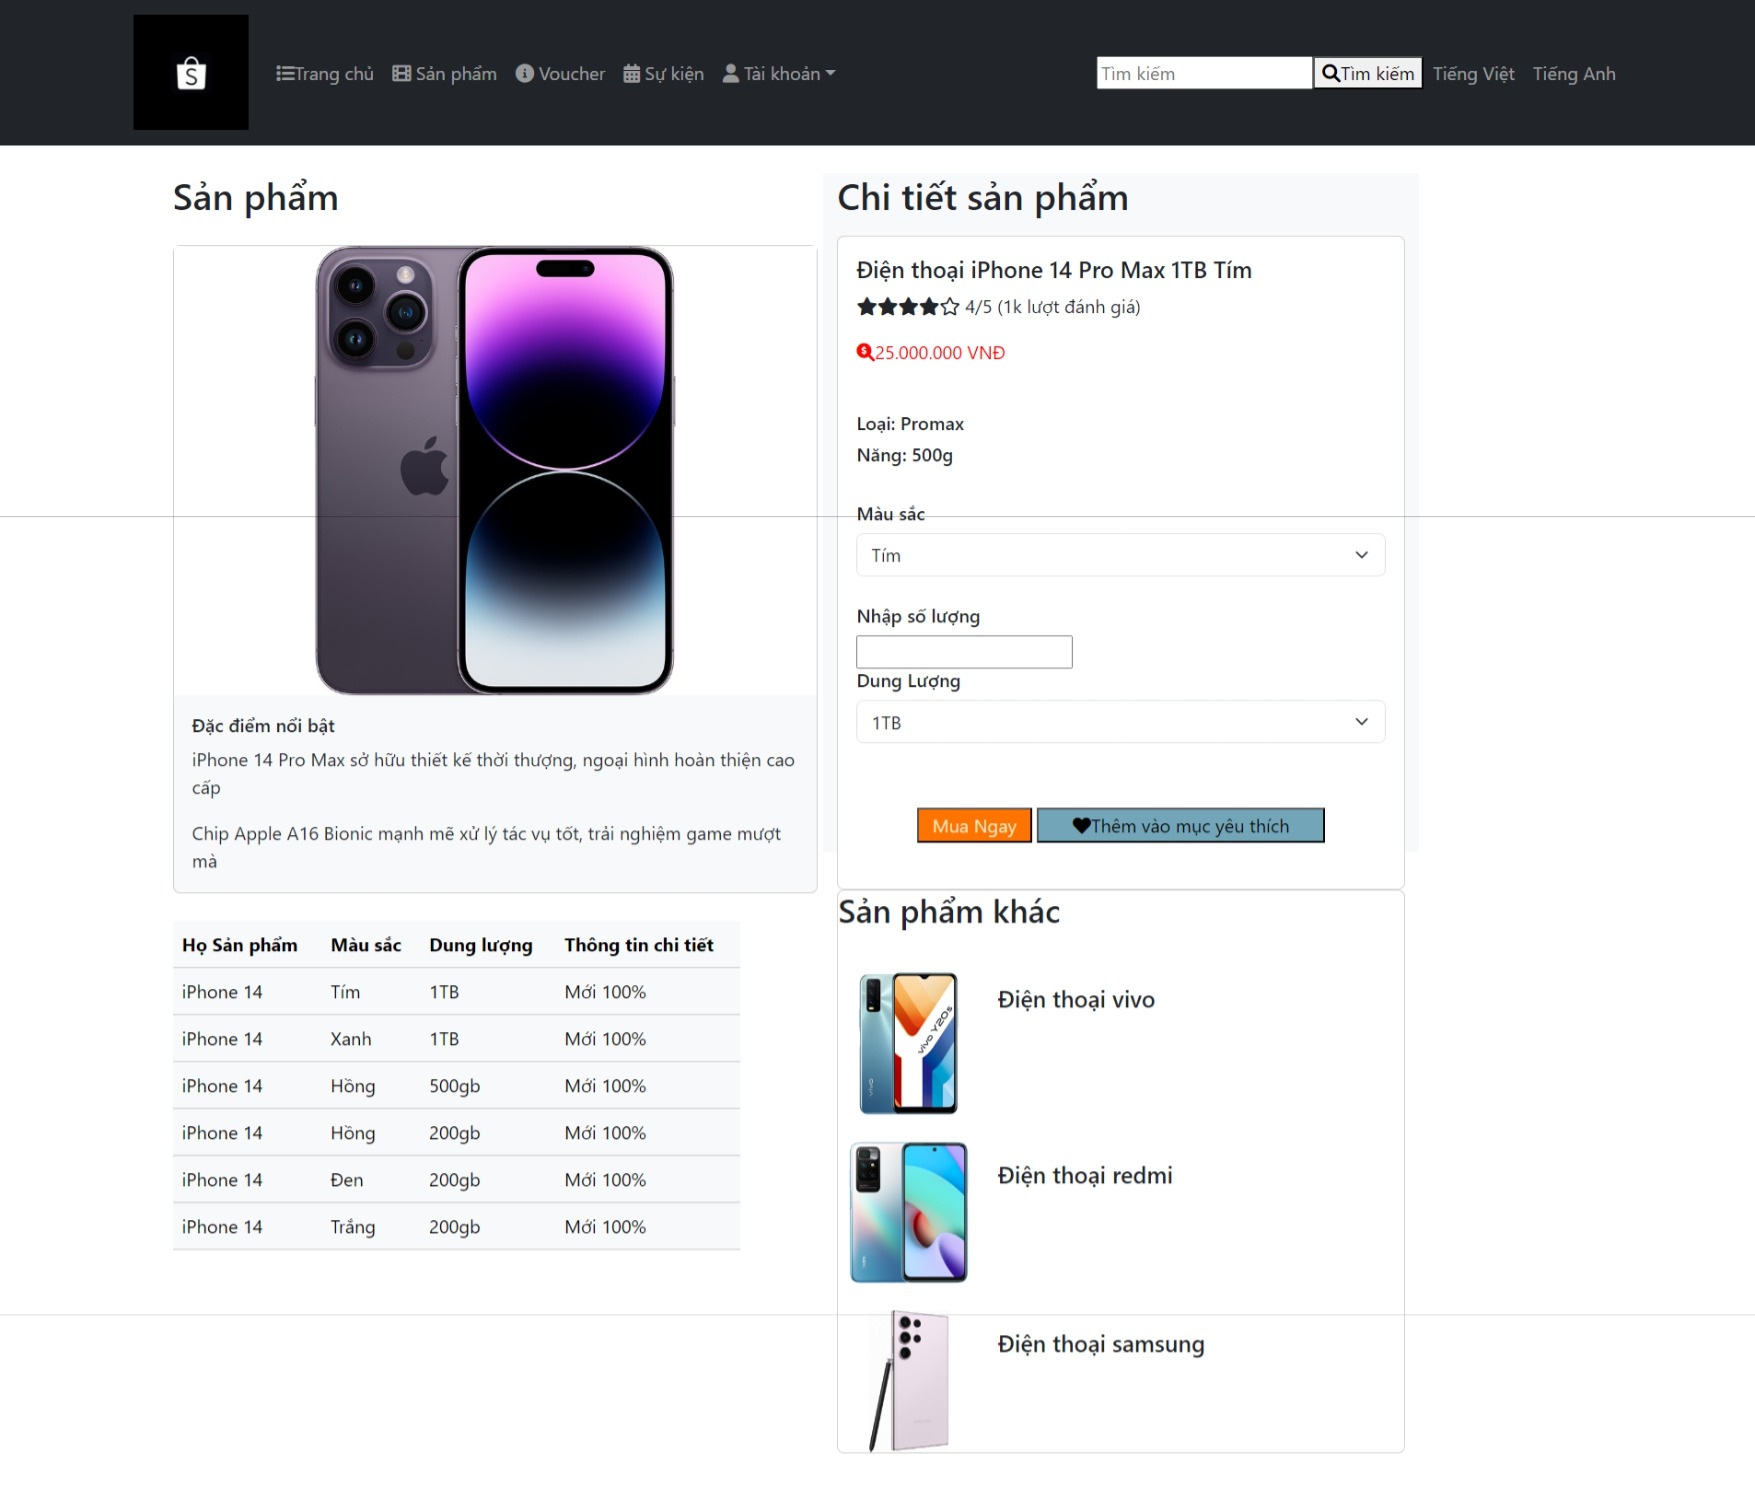 S
Trang chủ Sản phẩm Voucher Sự kiện Tài khoản
Tìm kiếm Tìm kiếm Tiếng Việt Tiếng Anh
Sản phẩm
Đặc điểm nổi bật
iPhone 14 Pro Max sở hữu thiết kế thời thượng, ngoại hình hoàn thiện cao
cấp
Chip Apple A16 Bionic mạnh mẽ xử lý tác vụ tốt, trải nghiệm game mượt
mà
Họ Sản phẩm Màu sắc Dung lượng Thông tin chi tiết
iPhone 14 Tím 1TB Mới 100%
iPhone 14 Xanh 1TB Mới 100%
iPhone 14 Hồng 500gb Mới 100%
iPhone 14 Hồng 200gb Mới 100%
iPhone 14 Đen 200gb Mới 100%
iPhone 14 Trắng 200gb Mới 100%
Chi tiết sản phẩm
Điện thoại iPhone 14 Pro Max 1TB Tím
4/5 (1k lượt đánh giá)
25.000.000 VNĐ
Loại: Promax
Năng: 500g
Màu sắc
Tím
Nhập số lượng
Dung Lượng
1TB
Mua Ngay Thêm vào mục yêu thích
Sản phẩm khác
Điện thoại vivo
vivo Y20s
vivo
Điện thoại redmi
Điện thoại samsung